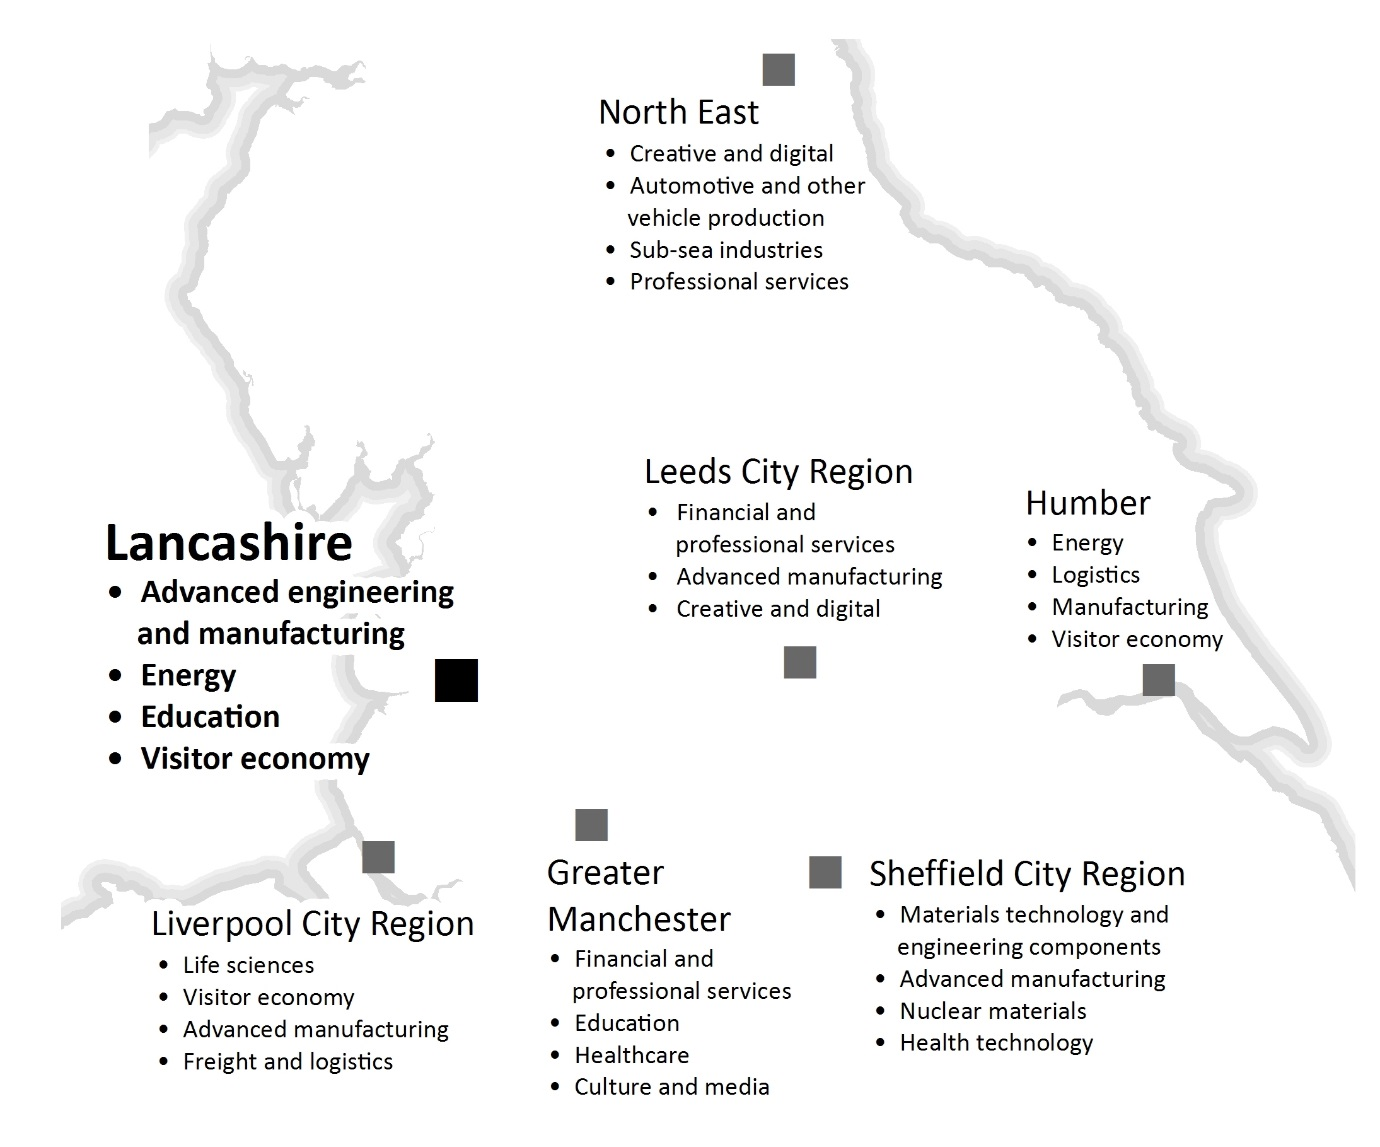 North East
• Creative and digital
• Automotive and other
vehicle production
• Sub-sea industries
• Professional services
Leeds City Region
• Financial and
professional services
• Advanced manufacturing
• Creative and digital
Humber
• Energy
• Logistics
• Manufacturing
• Visitor economy
Lancashire
• Advanced engineering
and manufacturing
• Energy
• Education
• Visitor economy
Liverpool City Region
• Life sciences
• Visitor economy
• Advanced manufacturing
• Freight and logistics
Greater
Manchester
• Financial and
professional services
• Education
• Healthcare
• Culture and media
Sheffield City Region
• Materials technology and
engineering components
• Advanced manufacturing
• Nuclear materials
• Health technology